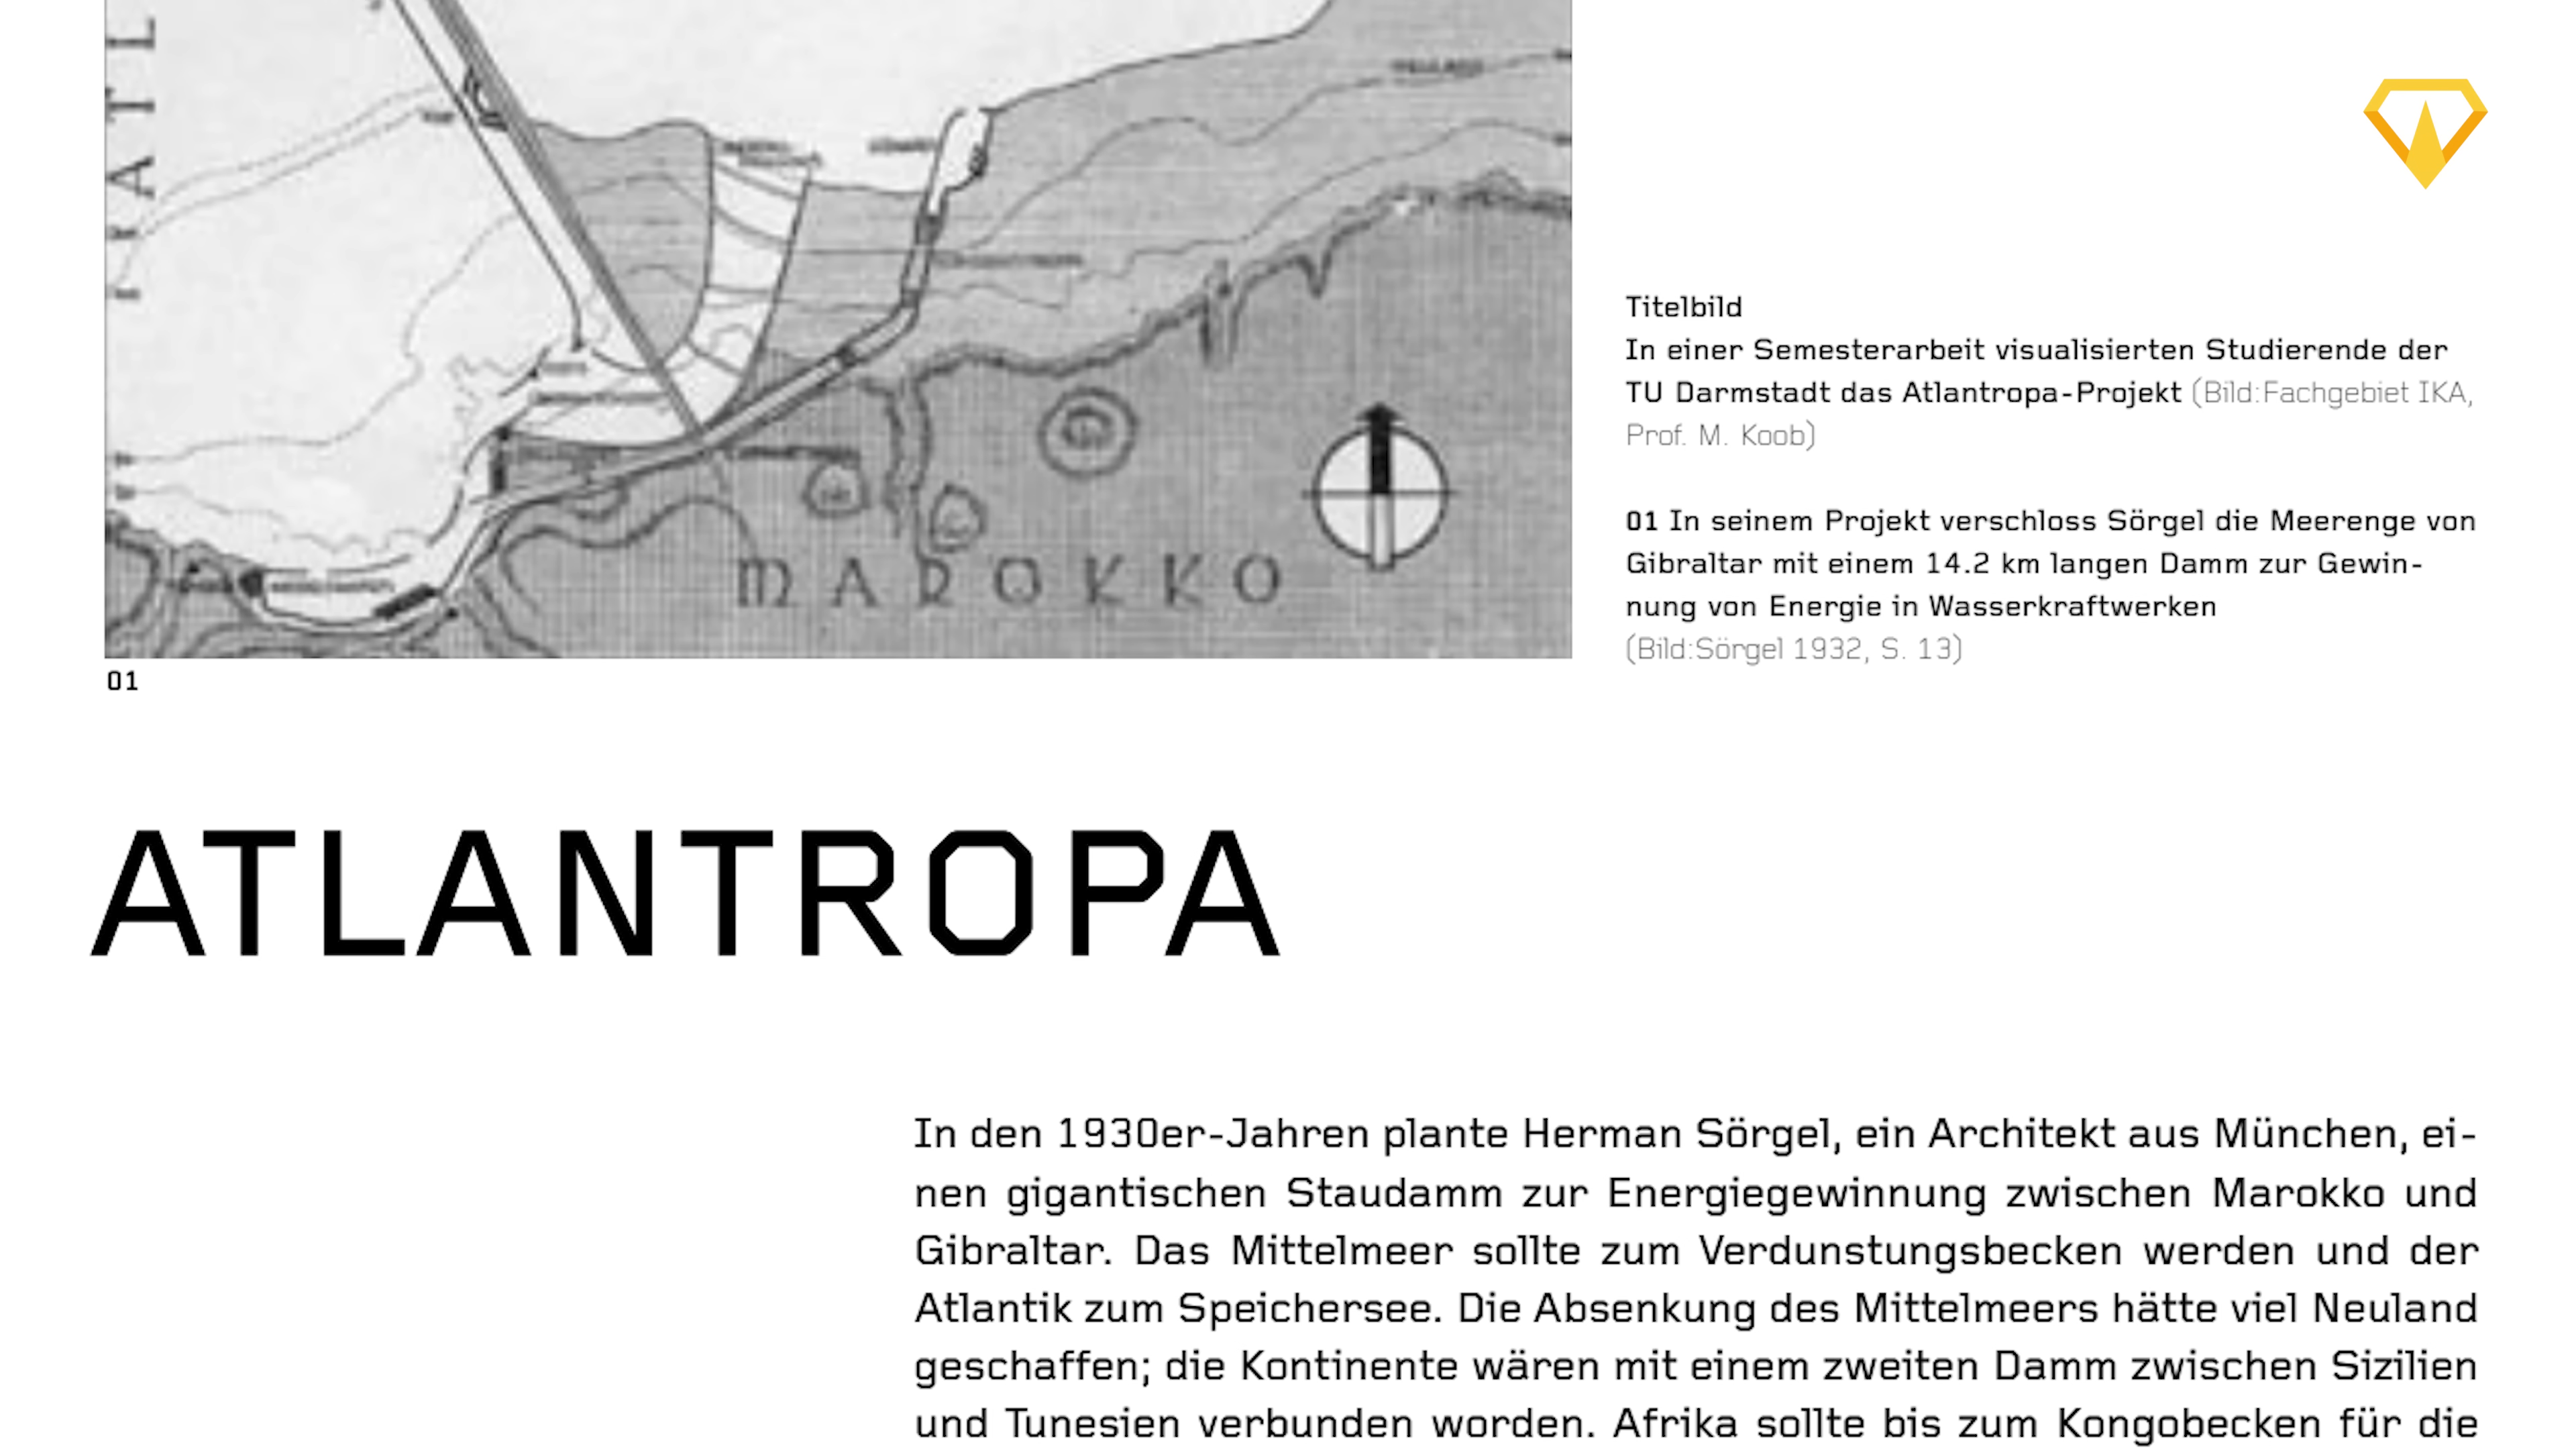 ATL
MAROKKO
Titelbild
In einer Semesterarbeit visualisierten Studierende der
TU Darmstadt das Atlantropa-Projekt (Bild:Fachgebiet IKA,
Prof. M. Koob)
01 In seinem Projekt verschloss Sörgel die Meerenge von
Gibraltar mit einem 14.2 km langen Damm zur Gewin-
nung von Energie in Wasserkraftwerken
(Bild:Sörgel 1932, S. 13)
01
ATLANTROPA
In den 1930er-Jahren plante Herman Sörgel, ein Architekt aus München, ei-
nen gigantischen Staudamm zur Energiegewinnung zwischen Marokko und
Gibraltar. Das Mittelmeer sollte zum Verdunstungsbecken werden und der
Atlantik zum Speichersee. Die Absenkung des Mittelmeers hätte viel Neuland
geschaffen; die Kontinente wären mit einem zweiten Damm zwischen Sizilien
und Tunesien verbunden worden. Afrika sollte bis zum Kongobecken für die